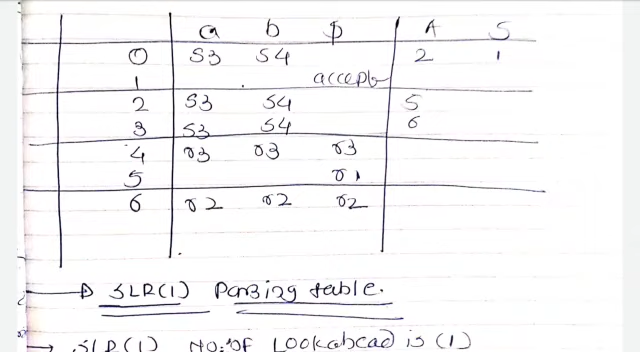 a b $ A S
0 S3 S4 2 1
1 accept
2 S3 S4 5
3 S3 S4 6
4 r3 r3 r3
5 r1
6 r2 r2 r2
SLR(1) Parsing table.
→ SLR(1) No. of Lookahead is (1)